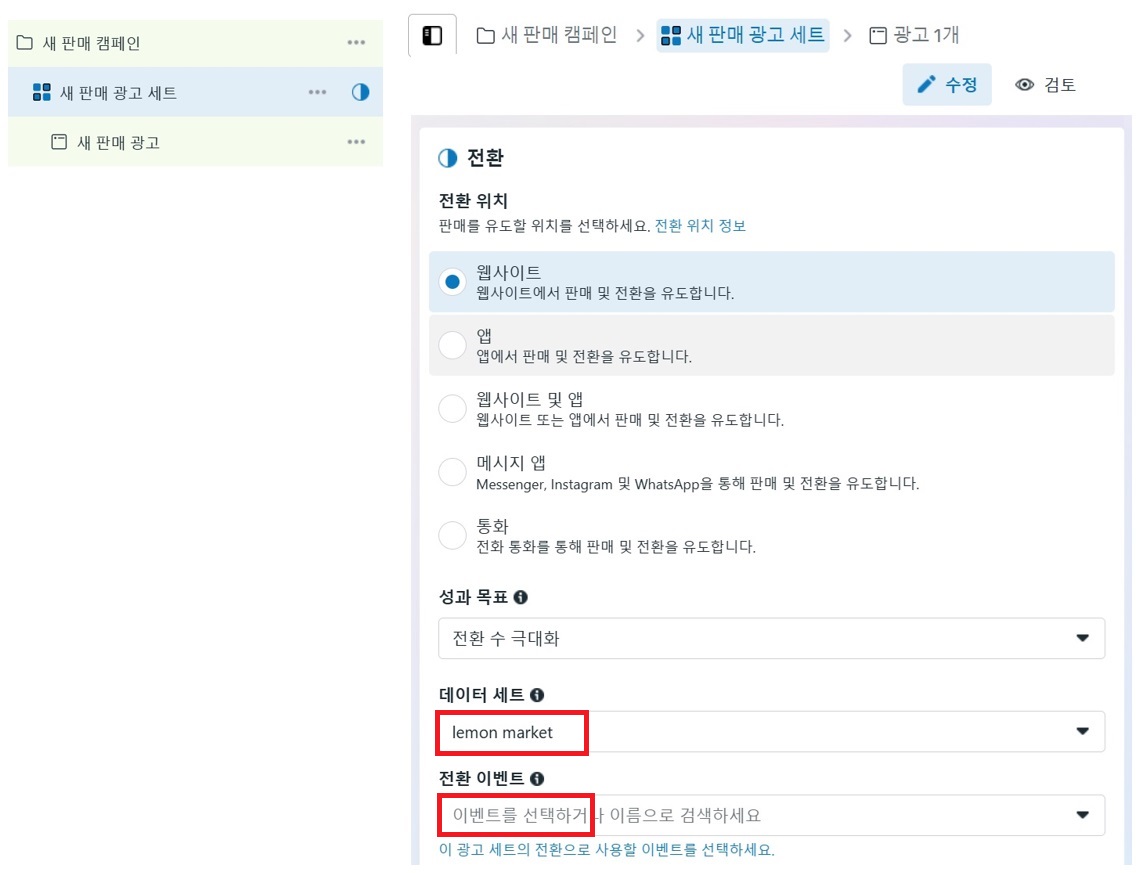 새 판매 캠페인
새 판매 광고 세트
새 판매 광고
새 판매 캠페인 > 새 판매 광고 세트 > 광고 1개
수정 검토
전환
전환 위치
판매를 유도할 위치를 선택하세요. 전환 위치 정보
웹사이트
웹사이트에서 판매 및 전환을 유도합니다.
앱
앱에서 판매 및 전환을 유도합니다.
웹사이트 및 앱
웹사이트 또는 앱에서 판매 및 전환을 유도합니다.
메시지 앱
Messenger, Instagram 및 WhatsApp을 통해 판매 및 전환을 유도합니다.
통화
전화 통화를 통해 판매 및 전환을 유도합니다.
성과 목표
전환 수 극대화
데이터 세트
lemon market
전환 이벤트
이벤트를 선택하거나 이름으로 검색하세요
이 광고 세트의 전환으로 사용할 이벤트를 선택하세요.